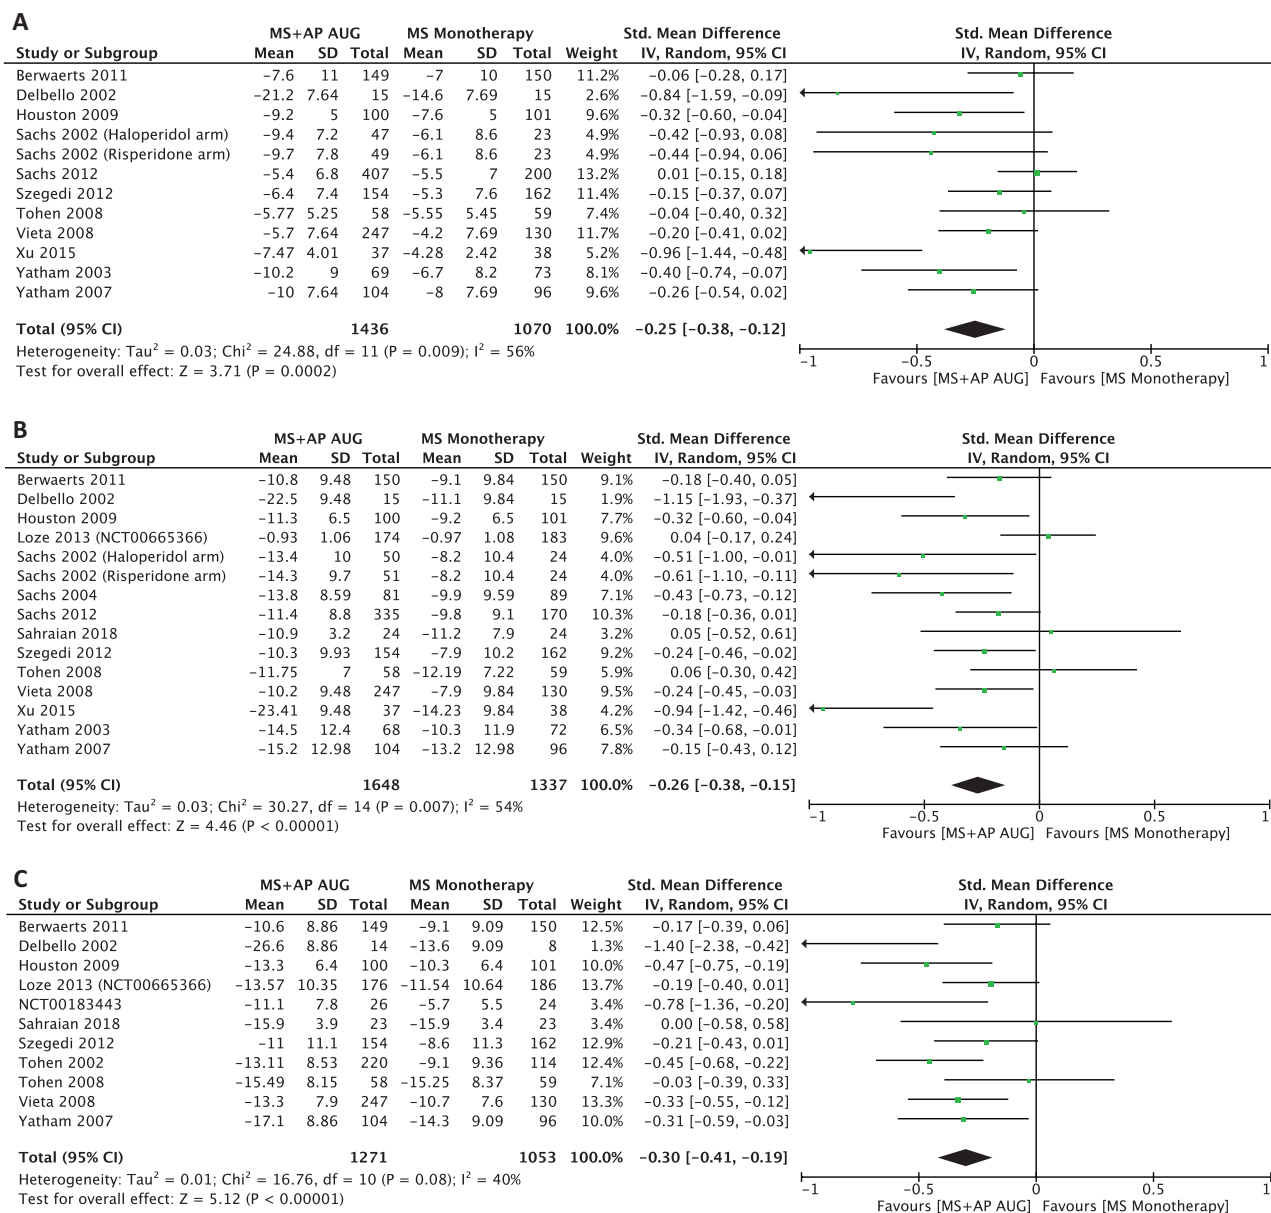 A
MS+AP AUG MS Monotherapy Std. Mean Difference Std. Mean Difference
Study or Subgroup Mean SD Total Mean SD Total Weight IV, Random, 95% CI IV, Random, 95% CI
Berwaerts 2011 −7.6 11 149 −7 10 150 11.2% −0.06 [−0.28, 0.17]
Delbello 2002 −21.2 7.64 15 −14.6 7.69 15 2.6% −0.84 [−1.59, −0.09]
Houston 2009 −9.2 5 100 −7.6 5 101 9.6% −0.32 [−0.60, −0.04]
Sachs 2002 (Haloperidol arm) −9.4 7.2 47 −6.1 8.6 23 4.9% −0.42 [−0.93, 0.08]
Sachs 2002 (Risperidone arm) −9.7 7.8 49 −6.1 8.6 23 4.9% −0.44 [−0.94, 0.06]
Sachs 2012 −5.4 6.8 407 −5.5 7 200 13.2% 0.01 [−0.15, 0.18]
Szegedi 2012 −6.4 7.4 154 −5.3 7.6 162 11.4% −0.15 [−0.37, 0.07]
Tohen 2008 −5.77 5.25 58 −5.55 5.45 59 7.4% −0.04 [−0.40, 0.32]
Vieta 2008 −5.7 7.64 247 −4.2 7.69 130 11.7% −0.20 [−0.41, 0.02]
Xu 2015 −7.47 4.01 37 −4.28 2.42 38 5.2% −0.96 [−1.44, −0.48]
Yatham 2003 −10.2 9 69 −6.7 8.2 73 8.1% −0.40 [−0.74, −0.07]
Yatham 2007 −10 7.64 104 −8 7.69 96 9.6% −0.26 [−0.54, 0.02]
Total (95% CI) 1436 1070 100.0% −0.25 [−0.38, −0.12]
Heterogeneity: Tau² = 0.03; Chi² = 24.88, df = 11 (P = 0.009); I² = 56%
Test for overall effect: Z = 3.71 (P = 0.0002)
−1 −0.5 0 0.5 1
Favours [MS+AP AUG] Favours [MS Monotherapy]
B
MS+AP AUG MS Monotherapy Std. Mean Difference Std. Mean Difference
Study or Subgroup Mean SD Total Mean SD Total Weight IV, Random, 95% CI IV, Random, 95% CI
Berwaerts 2011 −10.8 9.48 150 −9.1 9.84 150 9.1% −0.18 [−0.40, 0.05]
Delbello 2002 −22.5 9.48 15 −11.1 9.84 15 1.9% −1.15 [−1.93, −0.37]
Houston 2009 −11.3 6.5 100 −9.2 6.5 101 7.7% −0.32 [−0.60, −0.04]
Loze 2013 (NCT00665366) −0.93 1.06 174 −0.97 1.08 183 9.6% 0.04 [−0.17, 0.24]
Sachs 2002 (Haloperidol arm) −13.4 10 50 −8.2 10.4 24 4.0% −0.51 [−1.00, −0.01]
Sachs 2002 (Risperidone arm) −14.3 9.7 51 −8.2 10.4 24 4.0% −0.61 [−1.10, −0.11]
Sachs 2004 −13.8 8.59 81 −9.9 9.59 89 7.1% −0.43 [−0.73, −0.12]
Sachs 2012 −11.4 8.8 335 −9.8 9.1 170 10.3% −0.18 [−0.36, 0.01]
Sahraian 2018 −10.9 3.2 24 −11.2 7.9 24 3.2% 0.05 [−0.52, 0.61]
Szegedi 2012 −10.3 9.93 154 −7.9 10.2 162 9.2% −0.24 [−0.46, −0.02]
Tohen 2008 −11.75 7 58 −12.19 7.22 59 5.9% 0.06 [−0.30, 0.42]
Vieta 2008 −10.2 9.48 247 −7.9 9.84 130 9.5% −0.24 [−0.45, −0.03]
Xu 2015 −23.41 9.48 37 −14.23 9.84 38 4.2% −0.94 [−1.42, −0.46]
Yatham 2003 −14.5 12.4 68 −10.3 11.9 72 6.5% −0.34 [−0.68, −0.01]
Yatham 2007 −15.2 12.98 104 −13.2 12.98 96 7.8% −0.15 [−0.43, 0.12]
Total (95% CI) 1648 1337 100.0% −0.26 [−0.38, −0.15]
Heterogeneity: Tau² = 0.03; Chi² = 30.27, df = 14 (P = 0.007); I² = 54%
Test for overall effect: Z = 4.46 (P < 0.00001)
−1 −0.5 0 0.5 1
Favours [MS+AP AUG] Favours [MS Monotherapy]
C
MS+AP AUG MS Monotherapy Std. Mean Difference Std. Mean Difference
Study or Subgroup Mean SD Total Mean SD Total Weight IV, Random, 95% CI IV, Random, 95% CI
Berwaerts 2011 −10.6 8.86 149 −9.1 9.09 150 12.5% −0.17 [−0.39, 0.06]
Delbello 2002 −26.6 8.86 14 −13.6 9.09 8 1.3% −1.40 [−2.38, −0.42]
Houston 2009 −13.3 6.4 100 −10.3 6.4 101 10.0% −0.47 [−0.75, −0.19]
Loze 2013 (NCT00665366) −13.57 10.35 176 −11.54 10.64 186 13.7% −0.19 [−0.40, 0.01]
NCT00183443 −11.1 7.8 26 −5.7 5.5 24 3.4% −0.78 [−1.36, −0.20]
Sahraian 2018 −15.9 3.9 23 −15.9 3.4 23 3.4% 0.00 [−0.58, 0.58]
Szegedi 2012 −11 11.1 154 −8.6 11.3 162 12.9% −0.21 [−0.43, 0.01]
Tohen 2002 −13.11 8.53 220 −9.1 9.36 114 12.4% −0.45 [−0.68, −0.22]
Tohen 2008 −15.49 8.15 58 −15.25 8.37 59 7.1% −0.03 [−0.39, 0.33]
Vieta 2008 −13.3 7.9 247 −10.7 7.6 130 13.3% −0.33 [−0.55, −0.12]
Yatham 2007 −17.1 8.86 104 −14.3 9.09 96 10.0% −0.31 [−0.59, −0.03]
Total (95% CI) 1271 1053 100.0% −0.30 [−0.41, −0.19]
Heterogeneity: Tau² = 0.01; Chi² = 16.76, df = 10 (P = 0.08); I² = 40%
Test for overall effect: Z = 5.12 (P < 0.00001)
−1 −0.5 0 0.5 1
Favours [MS+AP AUG] Favours [MS Monotherapy]